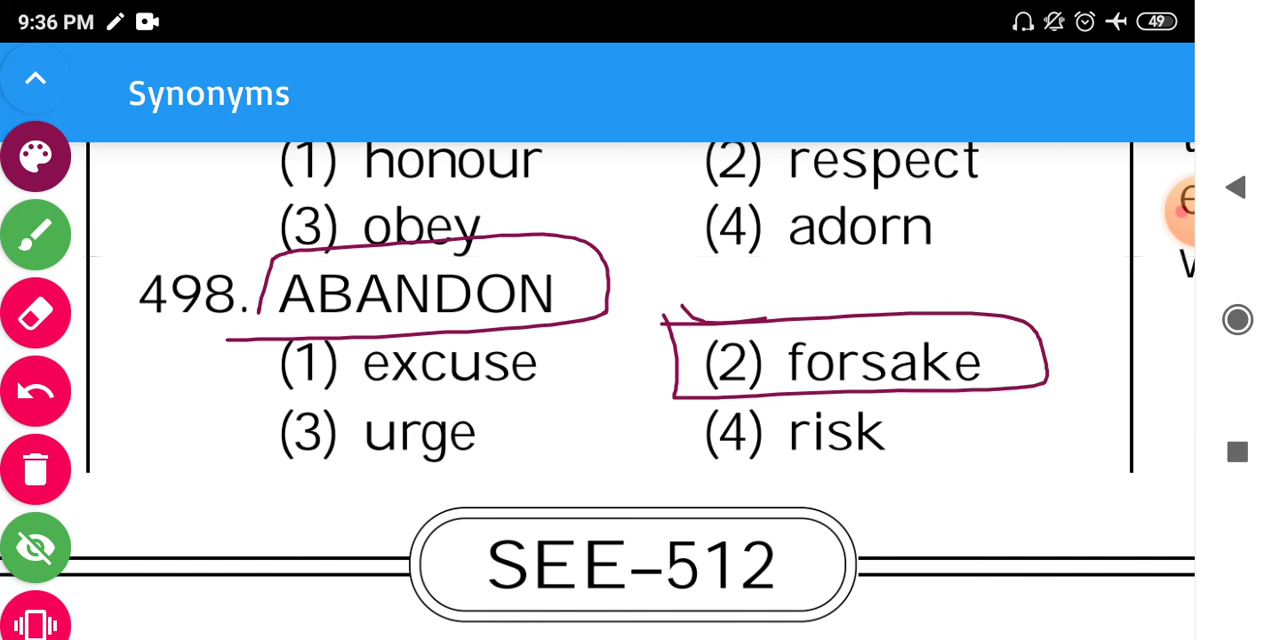 9:36 PM 49
Synonyms
(1) honour (2) respect
(3) obey (4) adorn
498. ABANDON
(1) excuse (2) forsake
(3) urge (4) risk
SEE–512